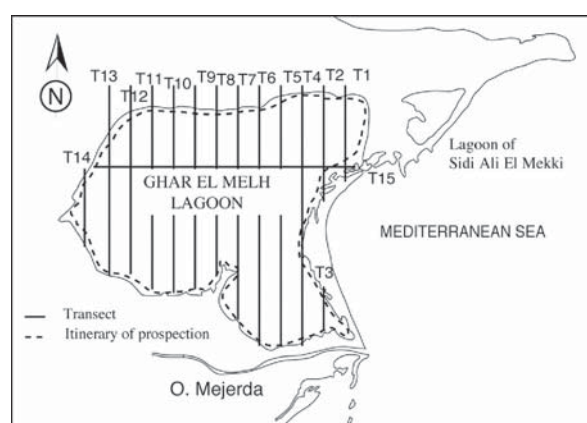 T13 T11 T9 T8 T7 T6 T5 T4 T2 T1
T12 T10
N
T14
Lagoon of
Sidi Ali El Mekki
T15
GHAR EL MELH
LAGOON
MEDITERRANEAN SEA
T3
Transect
Itinerary of prospection
O. Mejerda